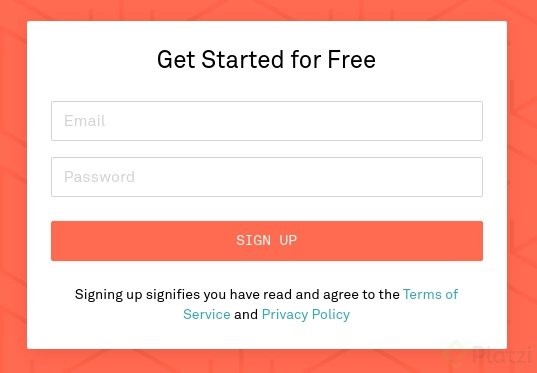 Get Started for Free
Email
Password
SIGN UP
Signing up signifies you have read and agree to the Terms of
Service and Privacy Policy
Platzi